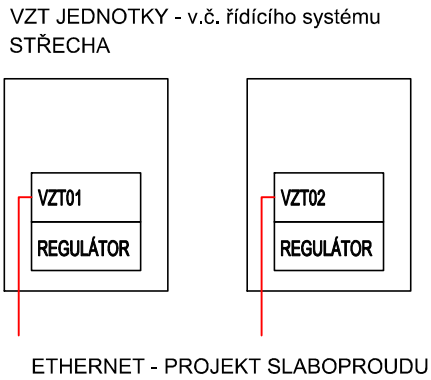 VZT JEDNOTKY - v.č. řídícího systému
STŘECHA
VZT01
REGULÁTOR
VZT02
REGULÁTOR
ETHERNET - PROJEKT SLABOPROUDU